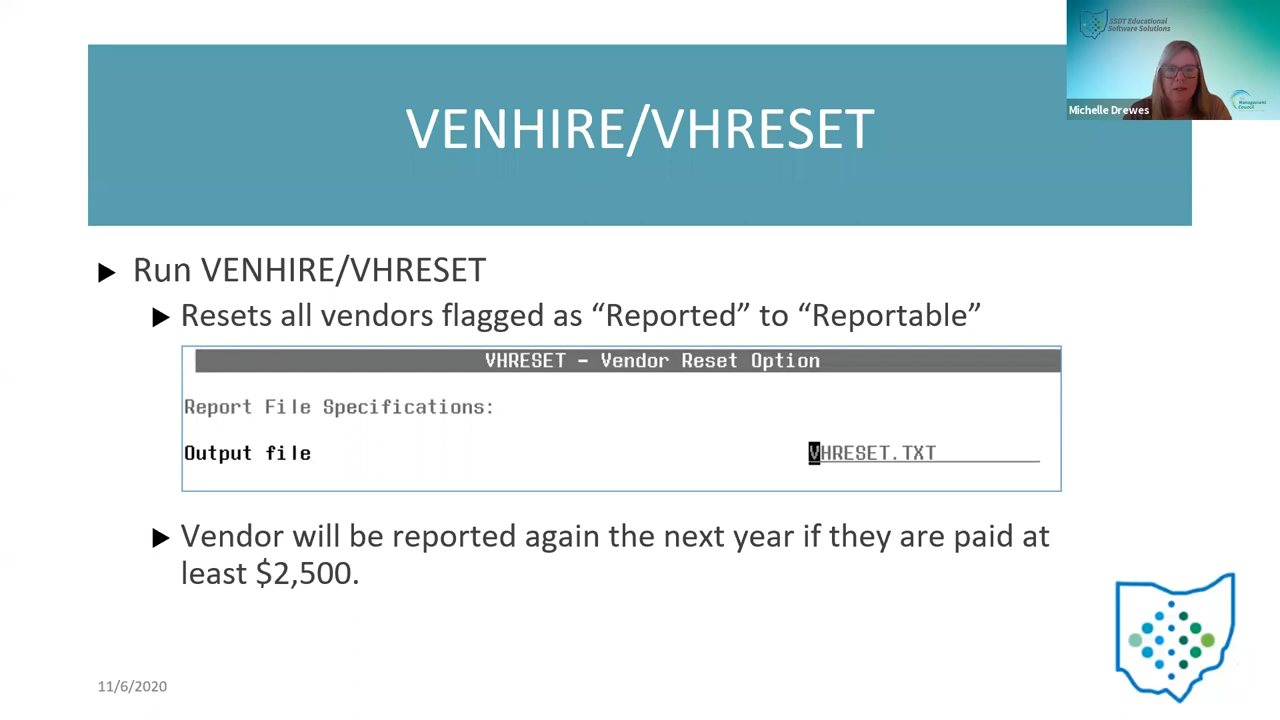 SSDT Educational
Software Solutions
Management
Council
Michelle Drewes
VENHIRE/VHRESET
Run VENHIRE/VHRESET
Resets all vendors flagged as “Reported” to “Reportable”
VHRESET - Vendor Reset Option
Report File Specifications:
Output file VHRESET.TXT
Vendor will be reported again the next year if they are paid at
least $2,500.
11/6/2020